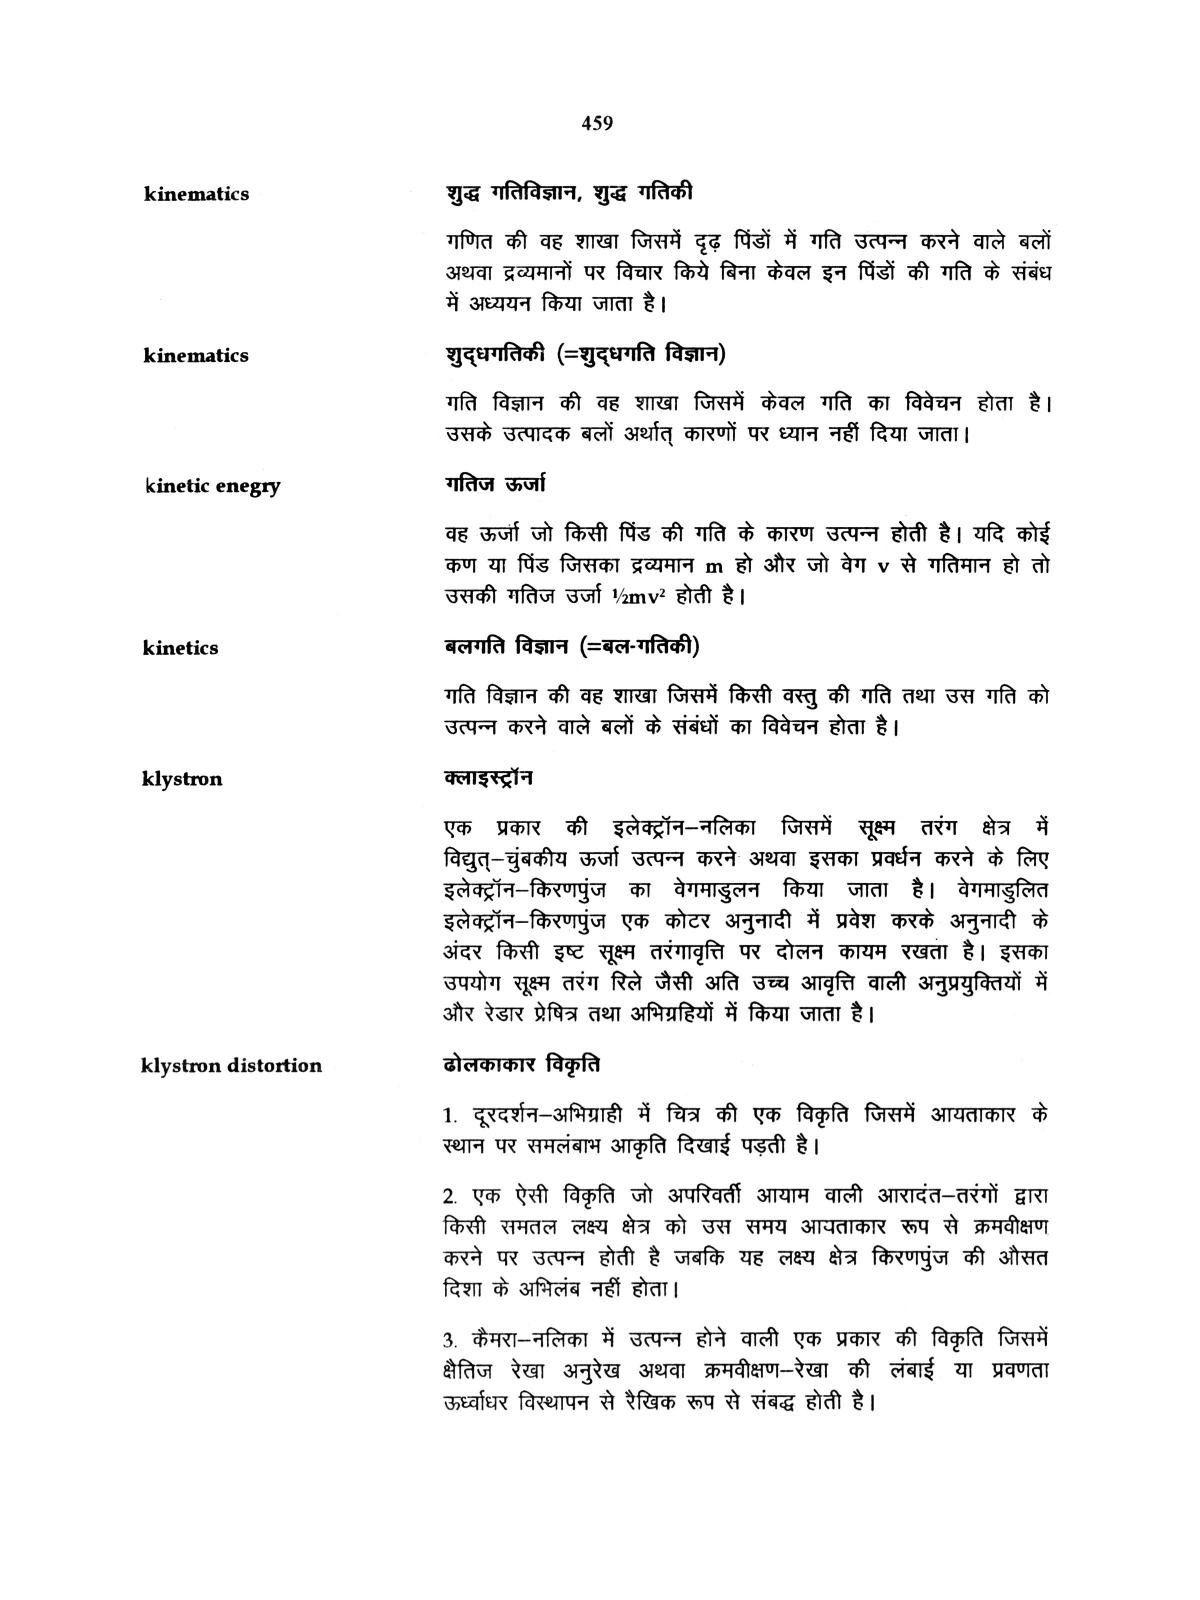 459
kinematics शुद्ध गतिविज्ञान, शुद्ध गतिकी
गणित की वह शाखा जिसमें दृढ़ पिंडों में गति उत्पन्न करने वाले बलों
अथवा द्रव्यमानों पर विचार किये बिना केवल इन पिंडों की गति के संबंध
में अध्ययन किया जाता है।
kinematics शुद्धगतिकी (=शुद्धगति विज्ञान)
गति विज्ञान की वह शाखा जिसमें केवल गति का विवेचन होता है।
उसके उत्पादक बलों अर्थात् कारणों पर ध्यान नहीं दिया जाता।
kinetic enegry गतिज ऊर्जा
वह ऊर्जा जो किसी पिंड की गति के कारण उत्पन्न होती है। यदि कोई
कण या पिंड जिसका द्रव्यमान m हो और जो वेग v से गतिमान हो तो
उसकी गतिज उर्जा ½mv² होती है।
kinetics बलगति विज्ञान (=बल-गतिकी)
गति विज्ञान की वह शाखा जिसमें किसी वस्तु की गति तथा उस गति को
उत्पन्न करने वाले बलों के संबंधों का विवेचन होता है।
klystron क्लाइस्ट्रॉन
एक प्रकार की इलेक्ट्रॉन–नलिका जिसमें सूक्ष्म तरंग क्षेत्र में
विद्युत्–चुंबकीय ऊर्जा उत्पन्न करने अथवा इसका प्रवर्धन करने के लिए
इलेक्ट्रॉन–किरणपुंज का वेगमाडुलन किया जाता है। वेगमाडुलित
इलेक्ट्रॉन–किरणपुंज एक कोटर अनुनादी में प्रवेश करके अनुनादी के
अंदर किसी इष्ट सूक्ष्म तरंगावृत्ति पर दोलन कायम रखता है। इसका
उपयोग सूक्ष्म तरंग रिले जैसी अति उच्च आवृत्ति वाली अनुप्रयुक्तियों में
और रेडार प्रेषित्र तथा अभिग्रहियों में किया जाता है।
klystron distortion ढोलकाकार विकृति
1. दूरदर्शन–अभिग्राही में चित्र की एक विकृति जिसमें आयताकार के
स्थान पर समलंबाभ आकृति दिखाई पड़ती है।
2. एक ऐसी विकृति जो अपरिवर्ती आयाम वाली आरादंत–तरंगों द्वारा
किसी समतल लक्ष्य क्षेत्र को उस समय आयताकार रूप से क्रमवीक्षण
करने पर उत्पन्न होती है जबकि यह लक्ष्य क्षेत्र किरणपुंज की औसत
दिशा के अभिलंब नहीं होता।
3. कैमरा–नलिका में उत्पन्न होने वाली एक प्रकार की विकृति जिसमें
क्षैतिज रेखा अनुरेख अथवा क्रमवीक्षण–रेखा की लंबाई या प्रवणता
ऊर्ध्वाधर विस्थापन से रैखिक रूप से संबद्ध होती है।